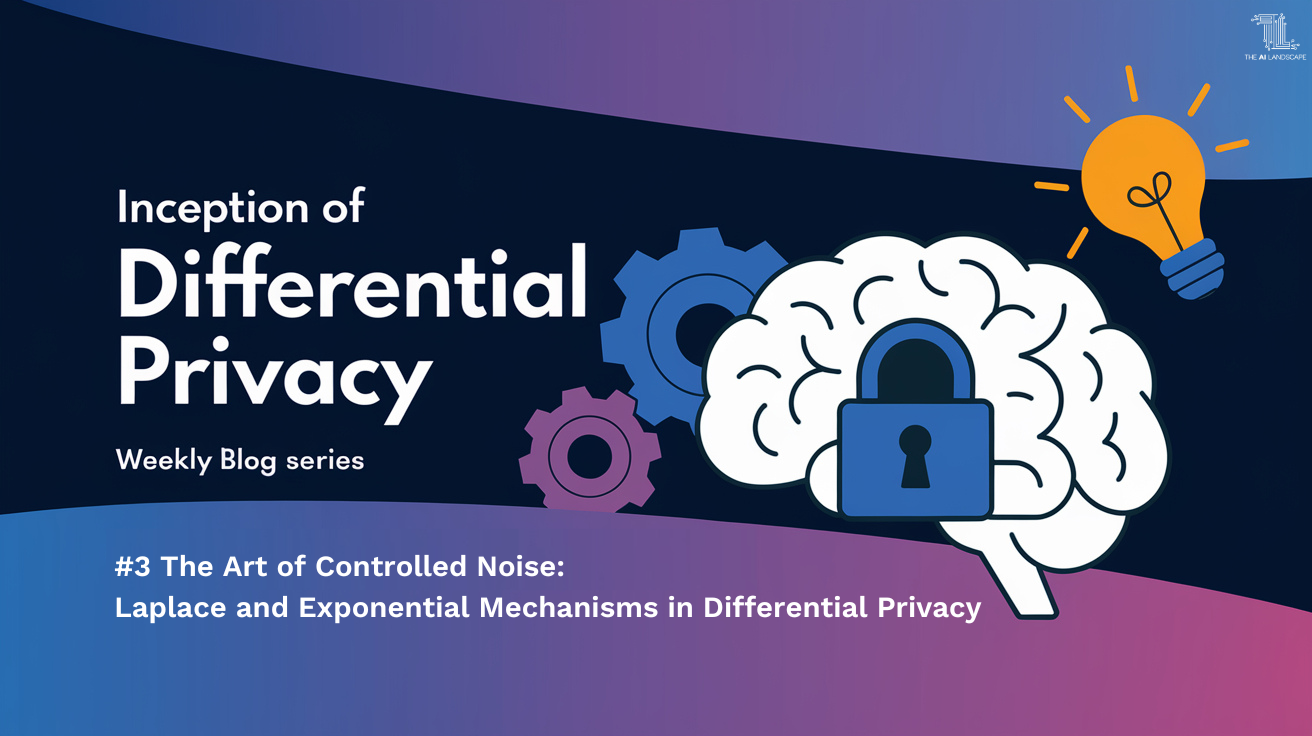 THE AI LANDSCAPE
Inception of
Differential
Privacy
Weekly Blog series
#3 The Art of Controlled Noise:
Laplace and Exponential Mechanisms in Differential Privacy